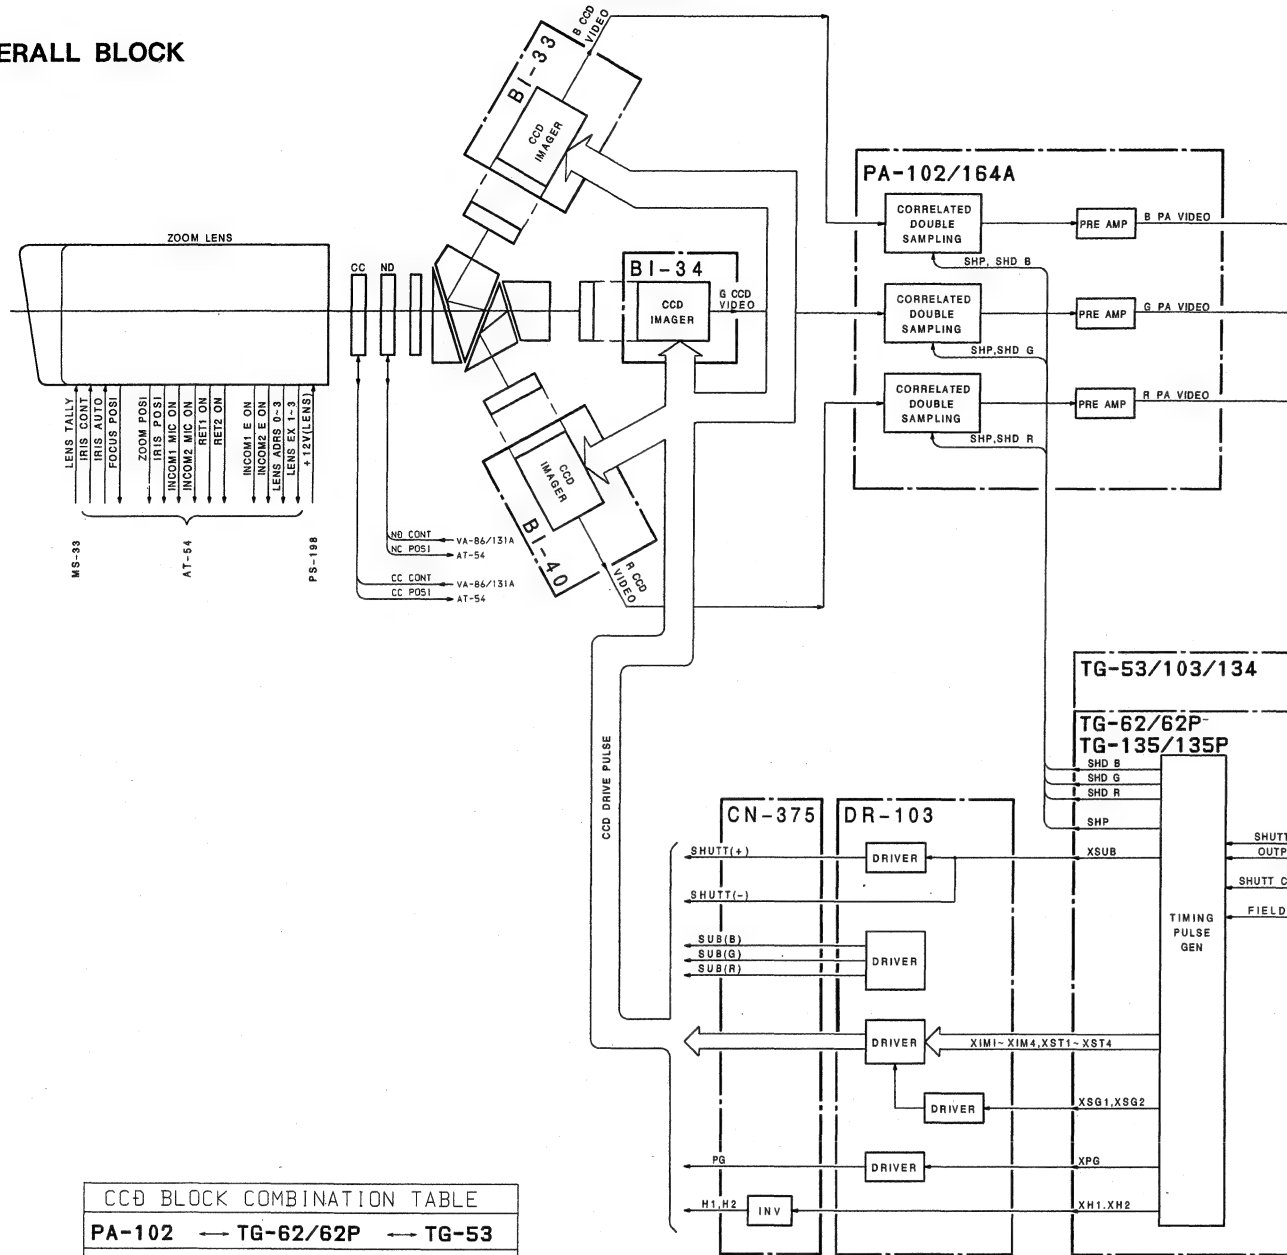 ERALL BLOCK
B CCD
VIDEO
BI-33
CCD
IMAGER
PA-102/164A
CORRELATED
DOUBLE
SAMPLING
PRE AMP
B PA VIDEO
SHP, SHD B
ZOOM LENS
CC
ND
BI-34
CCD
IMAGER
G CCD
VIDEO
CORRELATED
DOUBLE
SAMPLING
PRE AMP
G PA VIDEO
SHP,SHD G
CORRELATED
DOUBLE
SAMPLING
PRE AMP
R PA VIDEO
SHP,SHD R
LENS TALLY
IRIS CONT
IRIS AUTO
FOCUS POSI
ZOOM POSI
IRIS POSI
INCOM1 MIC ON
INCOM2 MIC ON
RET1 ON
RET2 ON
INCOM1 E ON
INCOM2 E ON
LENS ADRS 0~3
LENS EX 1~3
+12V(LENS)
MS-33
AT-54
PS-198
CCD
IMAGER
BI-40
R CCD
VIDEO
ND CONT
VA-86/131A
NC POSI
AT-54
CC CONT
VA-86/131A
CC POSI
AT-54
TG-53/103/134
TG-62/62P
TG-135/135P
SHD B
SHD G
SHD R
SHP
CCD DRIVE PULSE
CN-375
DR-103
SHUTT(+)
DRIVER
XSUB
SHUTT(-)
SUB(B)
SUB(G)
SUB(R)
DRIVER
TIMING
PULSE
GEN
SHUTT
OUTP
SHUTT C
FIELD
DRIVER
XIM1~XIM4,XST1~XST4
DRIVER
XSG1,XSG2
PG
DRIVER
XPG
H1,H2
INV
XH1.XH2
CCD BLOCK COMBINATION TABLE
PA-102 ←→ TG-62/62P ←→ TG-53